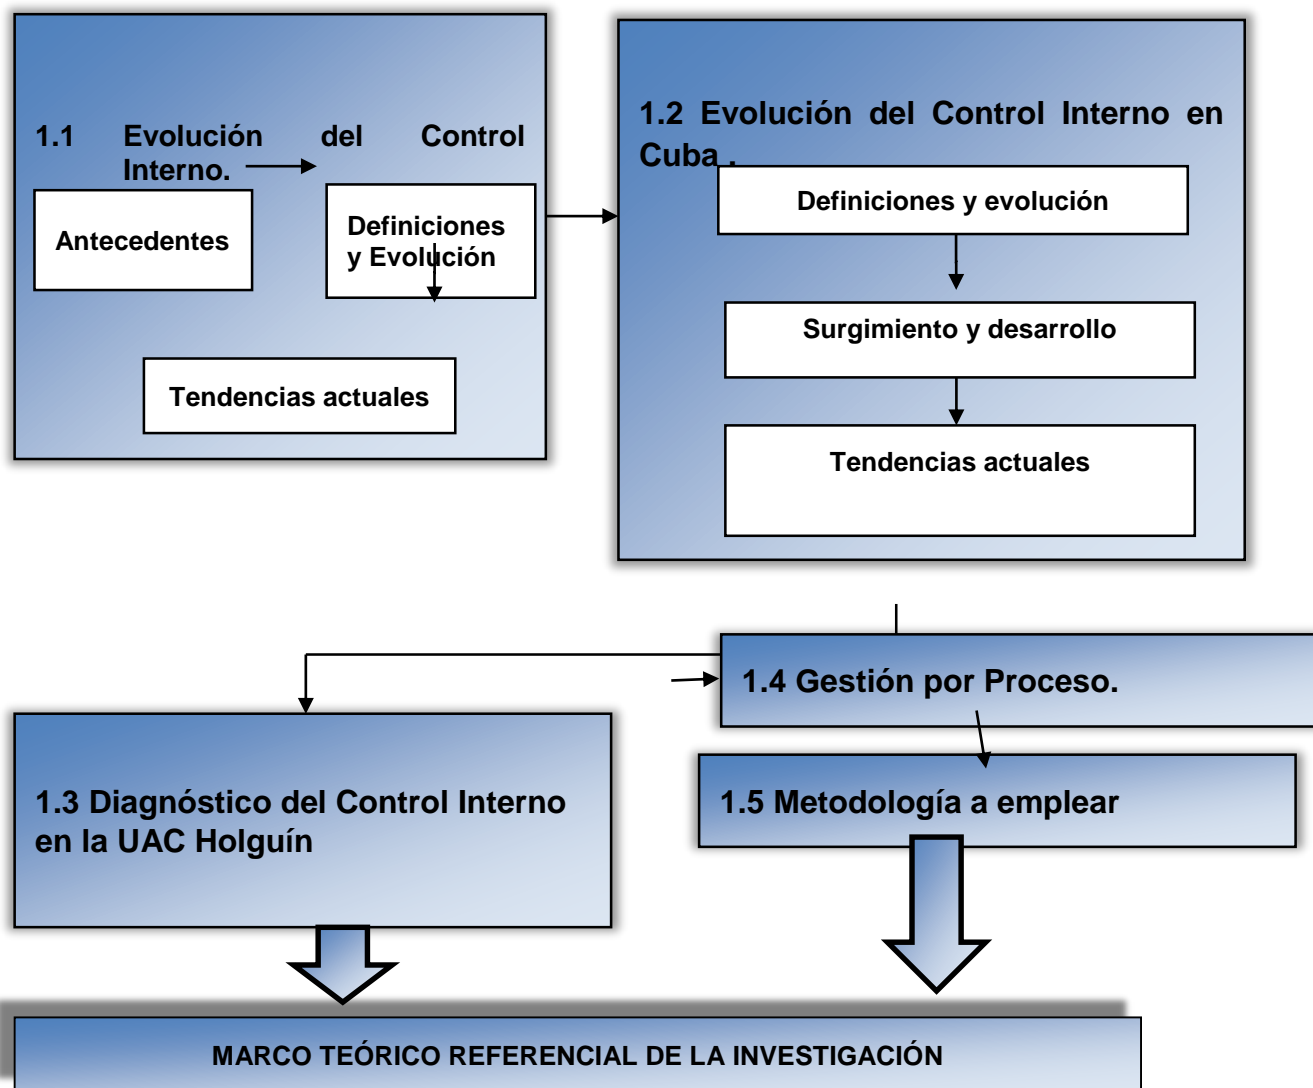 1.1 Evolución del Control
Interno.
Antecedentes
Definiciones
y Evolución
Tendencias actuales
1.2 Evolución del Control Interno en
Cuba .
Definiciones y evolución
Surgimiento y desarrollo
Tendencias actuales
1.4 Gestión por Proceso.
1.3 Diagnóstico del Control Interno
en la UAC Holguín
1.5 Metodología a emplear
MARCO TEÓRICO REFERENCIAL DE LA INVESTIGACIÓN